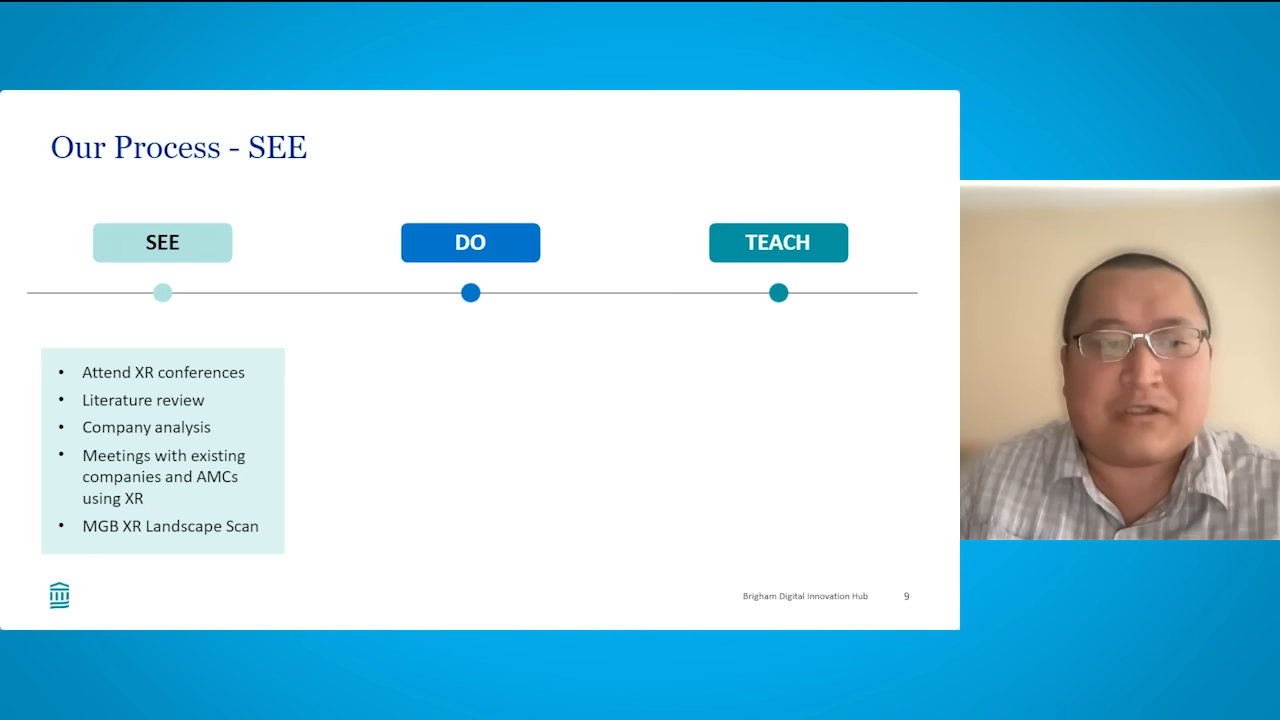 Our Process - SEE
SEE
DO
TEACH
• Attend XR conferences
• Literature review
• Company analysis
• Meetings with existing
companies and AMCs
using XR
• MGB XR Landscape Scan
Brigham Digital Innovation Hub
9